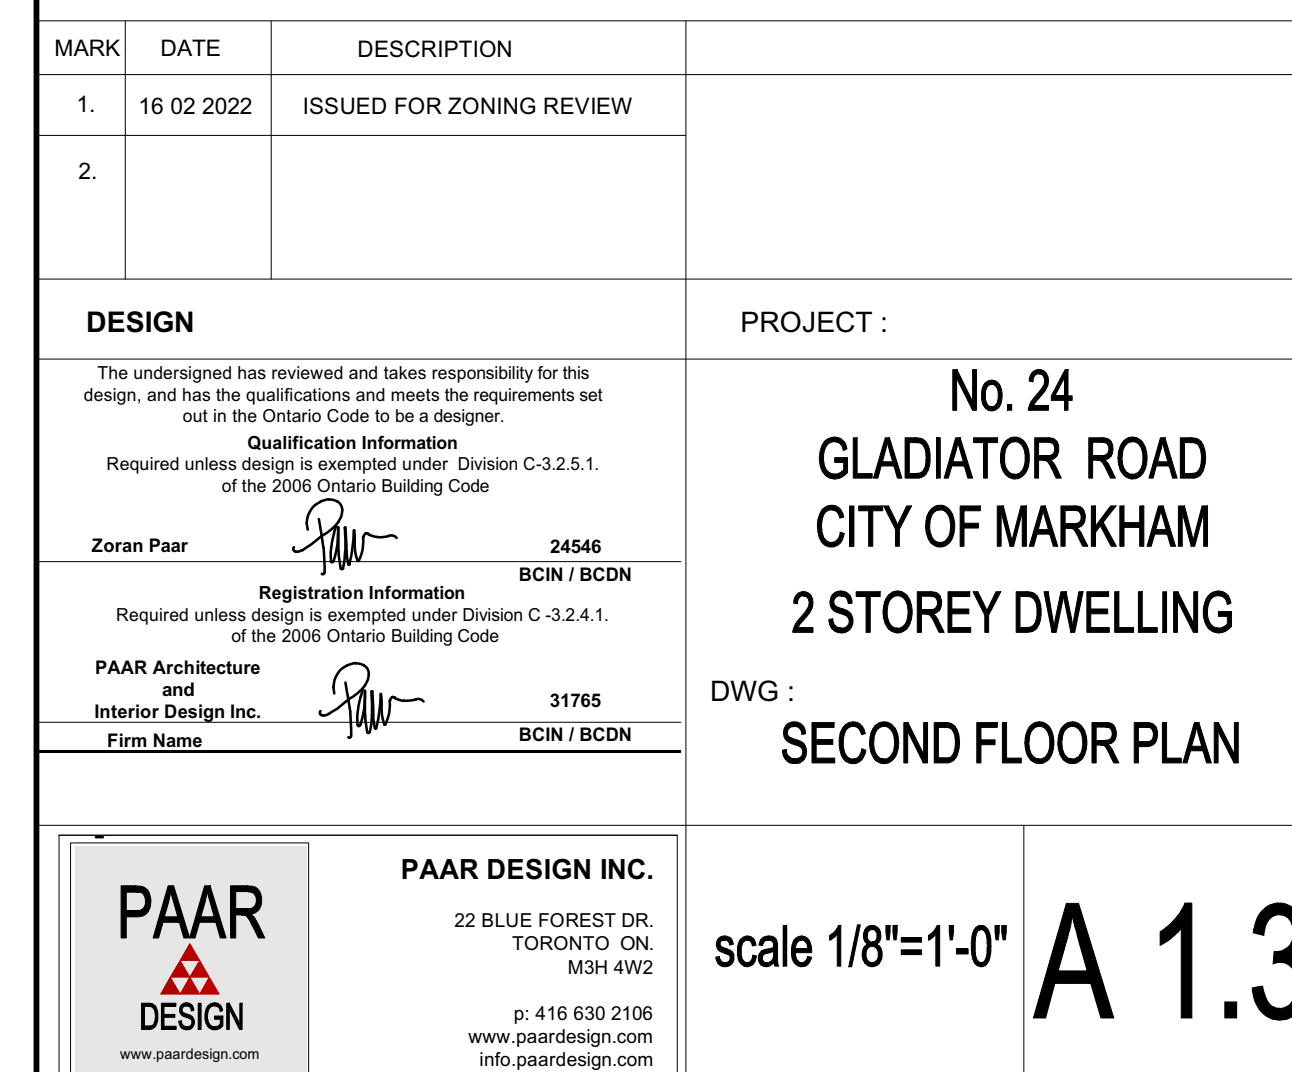 MARK DATE DESCRIPTION
1. 16 02 2022 ISSUED FOR ZONING REVIEW
2.
DESIGN
The undersigned has reviewed and takes responsibility for this
design, and has the qualifications and meets the requirements set
out in the Ontario Code to be a designer.
Qualification Information
Required unless design is exempted under Division C-3.2.5.1.
of the 2006 Ontario Building Code
Zoran Paar Paar 24546
BCIN / BCDN
Registration Information
Required unless design is exempted under Division C -3.2.4.1.
of the 2006 Ontario Building Code
PAAR Architecture
and
Interior Design Inc. Paar 31765
Firm Name BCIN / BCDN
PROJECT :
No. 24
GLADIATOR ROAD
CITY OF MARKHAM
2 STOREY DWELLING
DWG :
SECOND FLOOR PLAN
PAAR
DESIGN
www.paardesign.com
PAAR DESIGN INC.
22 BLUE FOREST DR.
TORONTO ON.
M3H 4W2
p: 416 630 2106
www.paardesign.com
info.paardesign.com
scale 1/8"=1'-0"
A 1.3